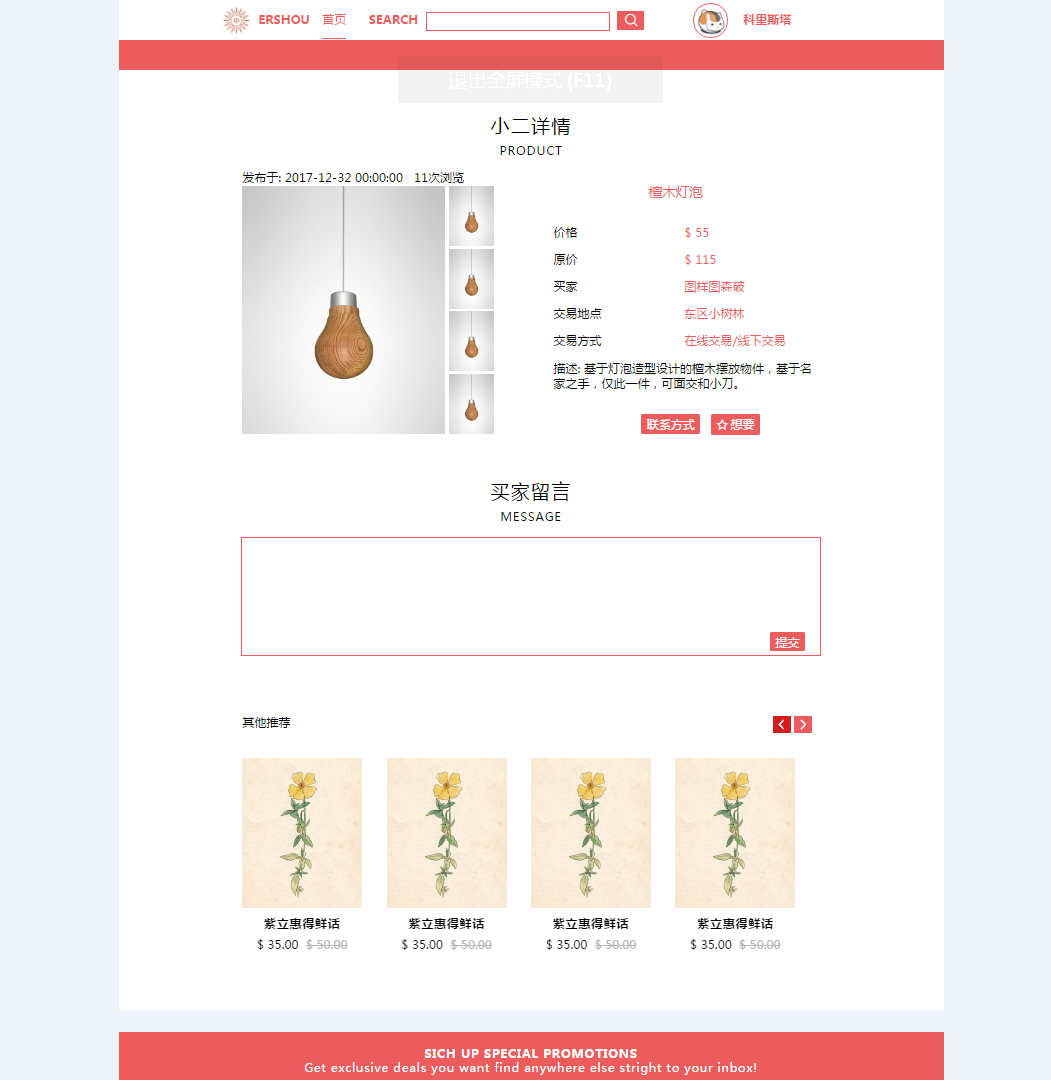 ERSHOU 首页 SEARCH 科里斯塔
退出全屏模式 (F11)
小二详情
PRODUCT
发布于: 2017-12-32 00:00:00 11次浏览
檀木灯泡
价格 $ 55
原价 $ 115
买家 图样图森破
交易地点 东区小树林
交易方式 在线交易/线下交易
描述: 基于灯泡造型设计的檀木摆放物件，基于名
家之手，仅此一件，可面交和小刀。
联系方式 想要
买家留言
MESSAGE
提交
其他推荐
紫立惠得鲜话 紫立惠得鲜话 紫立惠得鲜话 紫立惠得鲜话
$ 35.00 $ 50.00 $ 35.00 $ 50.00 $ 35.00 $ 50.00 $ 35.00 $ 50.00
SICH UP SPECIAL PROMOTIONS
Get exclusive deals you want find anywhere else stright to your inbox!